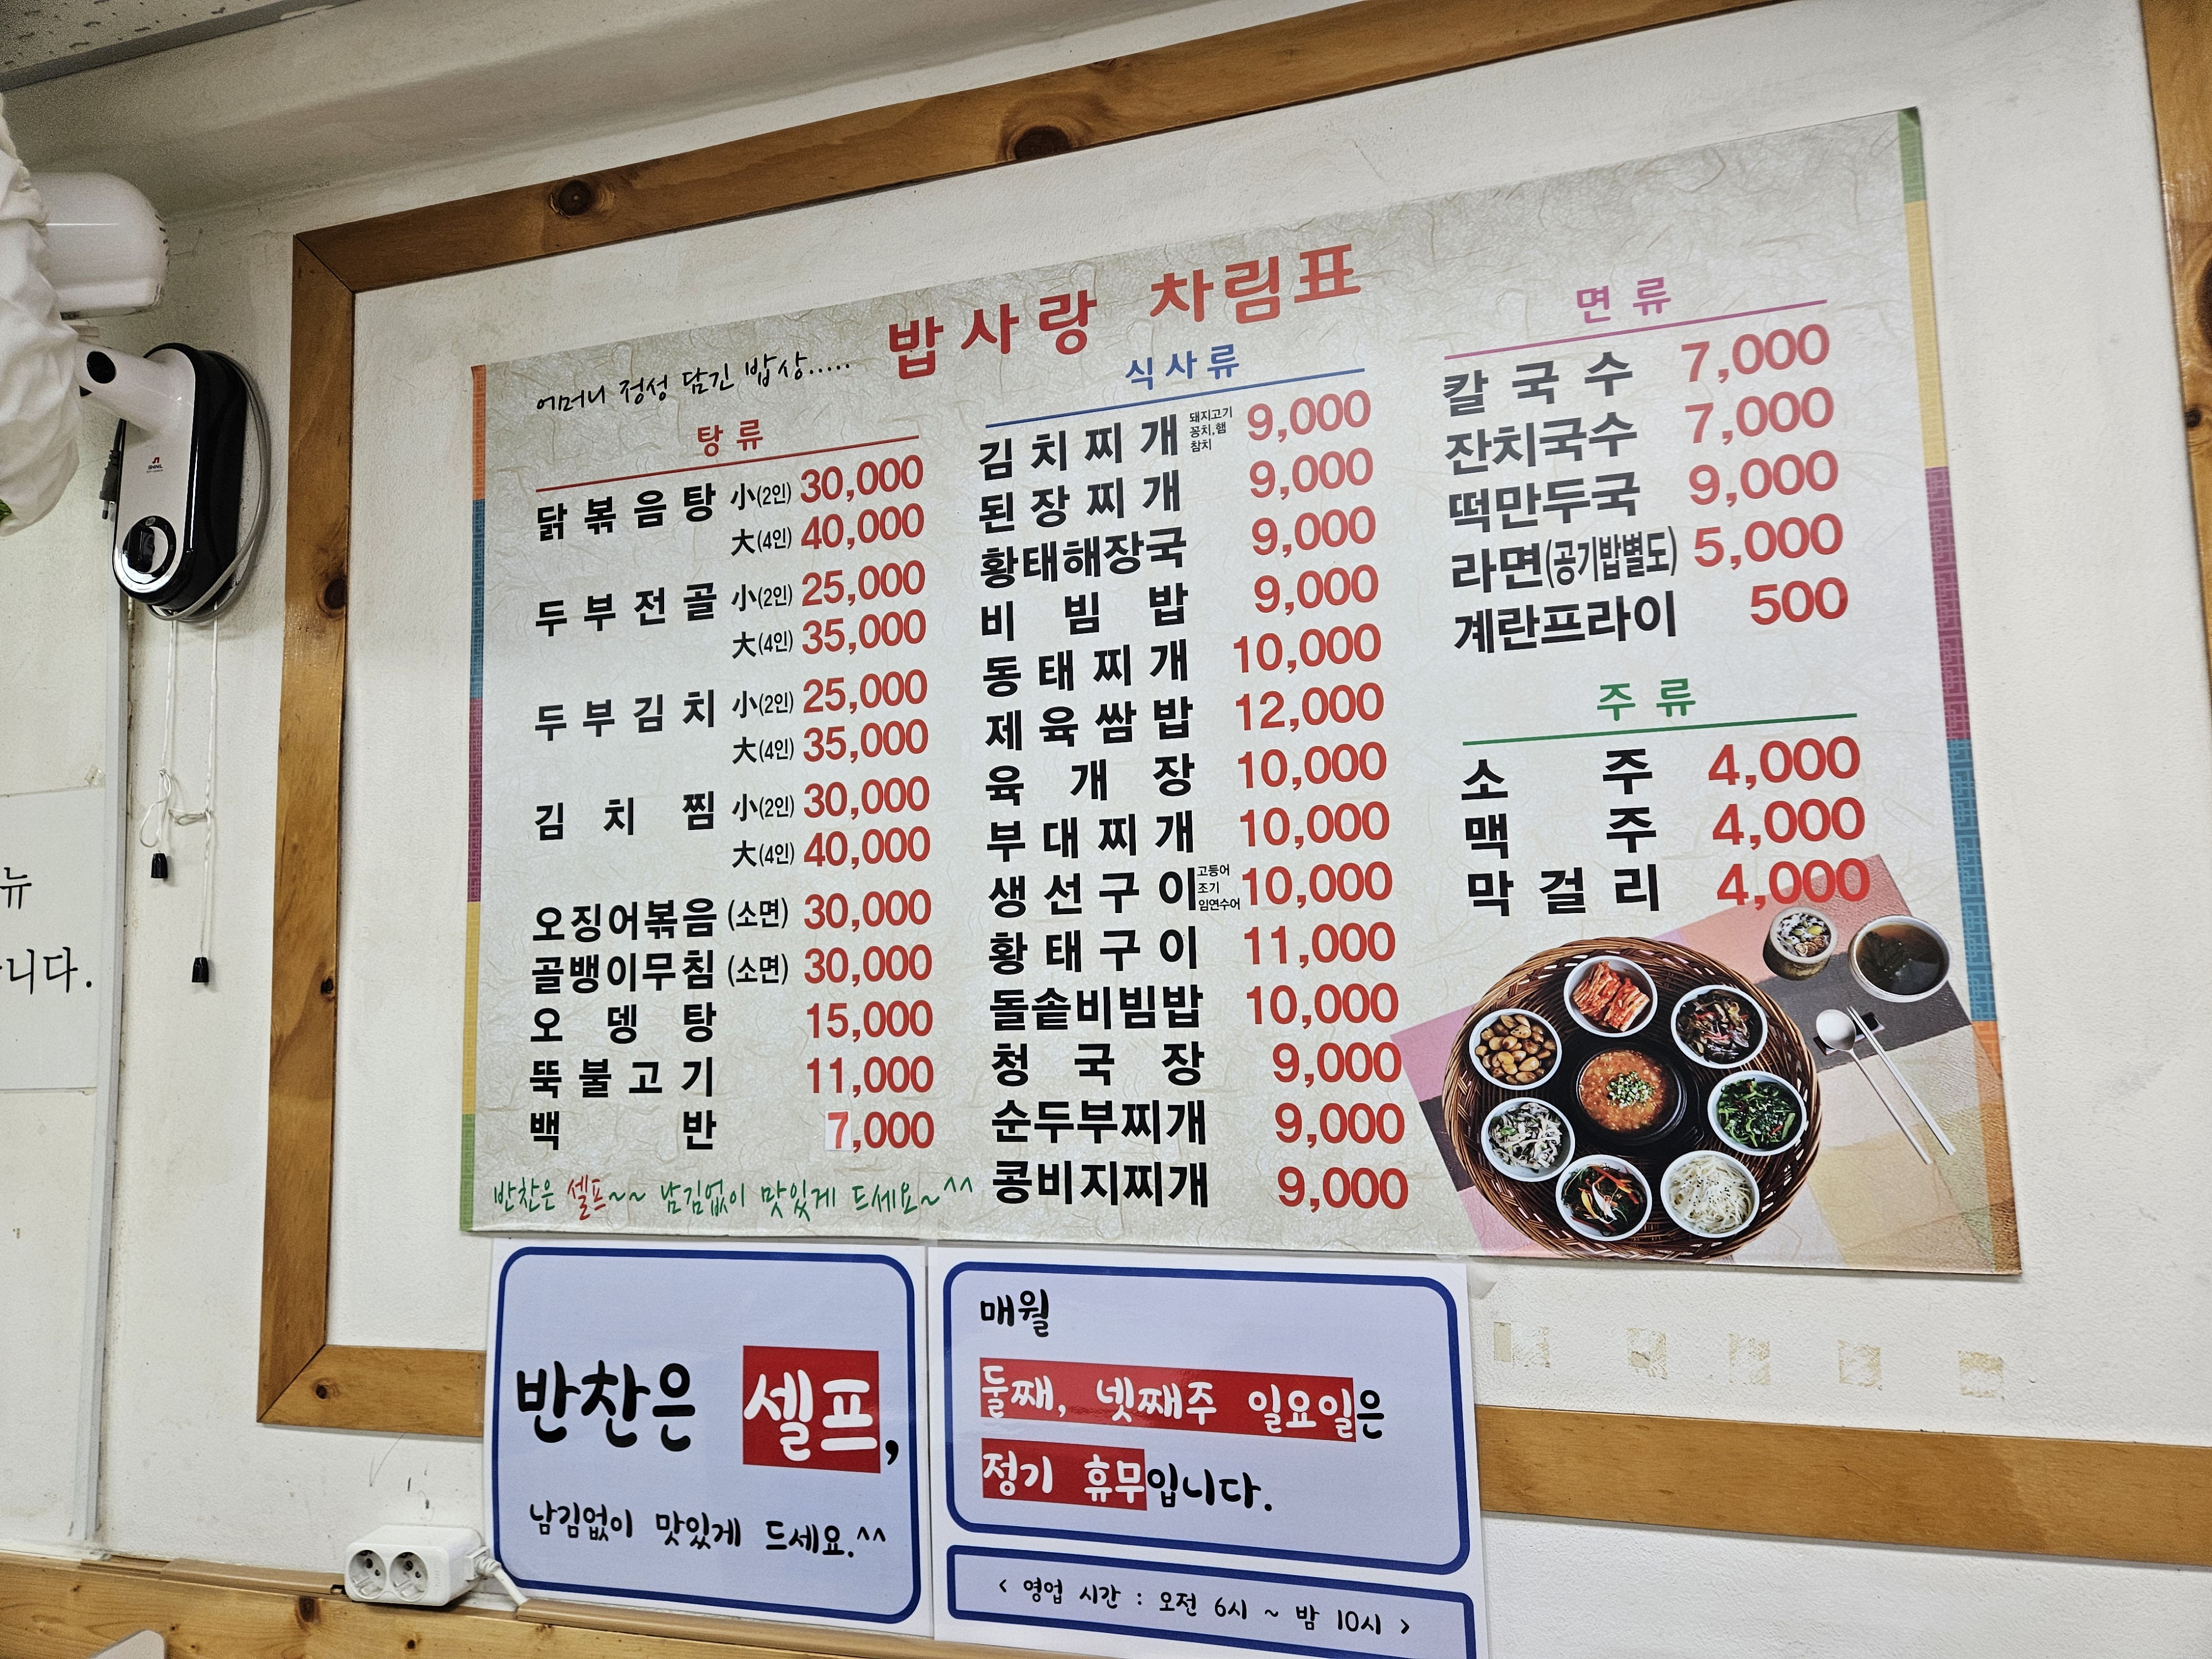 밥사랑 차림표
어머니 정성 담긴 밥상.....
탕류
닭볶음탕 小(2인) 30,000
大(4인) 40,000
두부전골 小(2인) 25,000
大(4인) 35,000
두부김치 小(2인) 25,000
大(4인) 35,000
김치찜 小(2인) 30,000
大(4인) 40,000
오징어볶음 (소면) 30,000
골뱅이무침 (소면) 30,000
오뎅탕 15,000
뚝불고기 11,000
백반 7,000
반찬은 셀프~~ 남김없이 맛있게 드세요~^^
식사류
김치찌개 돼지고기 꽁치,햄 참치 9,000
된장찌개 9,000
황태해장국 9,000
비빔밥 9,000
동태찌개 10,000
제육쌈밥 12,000
육개장 10,000
부대찌개 10,000
생선구이 고등어 조기 임연수어 10,000
황태구이 11,000
돌솥비빔밥 10,000
청국장 9,000
순두부찌개 9,000
콩비지찌개 9,000
면류
칼국수 7,000
잔치국수 7,000
떡만두국 9,000
라면(공기밥별도) 5,000
계란프라이 500
주류
소주 4,000
맥주 4,000
막걸리 4,000
반찬은 셀프,
남김없이 맛있게 드세요.^^
매월
둘째, 넷째주 일요일은
정기 휴무입니다.
< 영업 시간 : 오전 6시 ~ 밤 10시 >
뉴
니다.